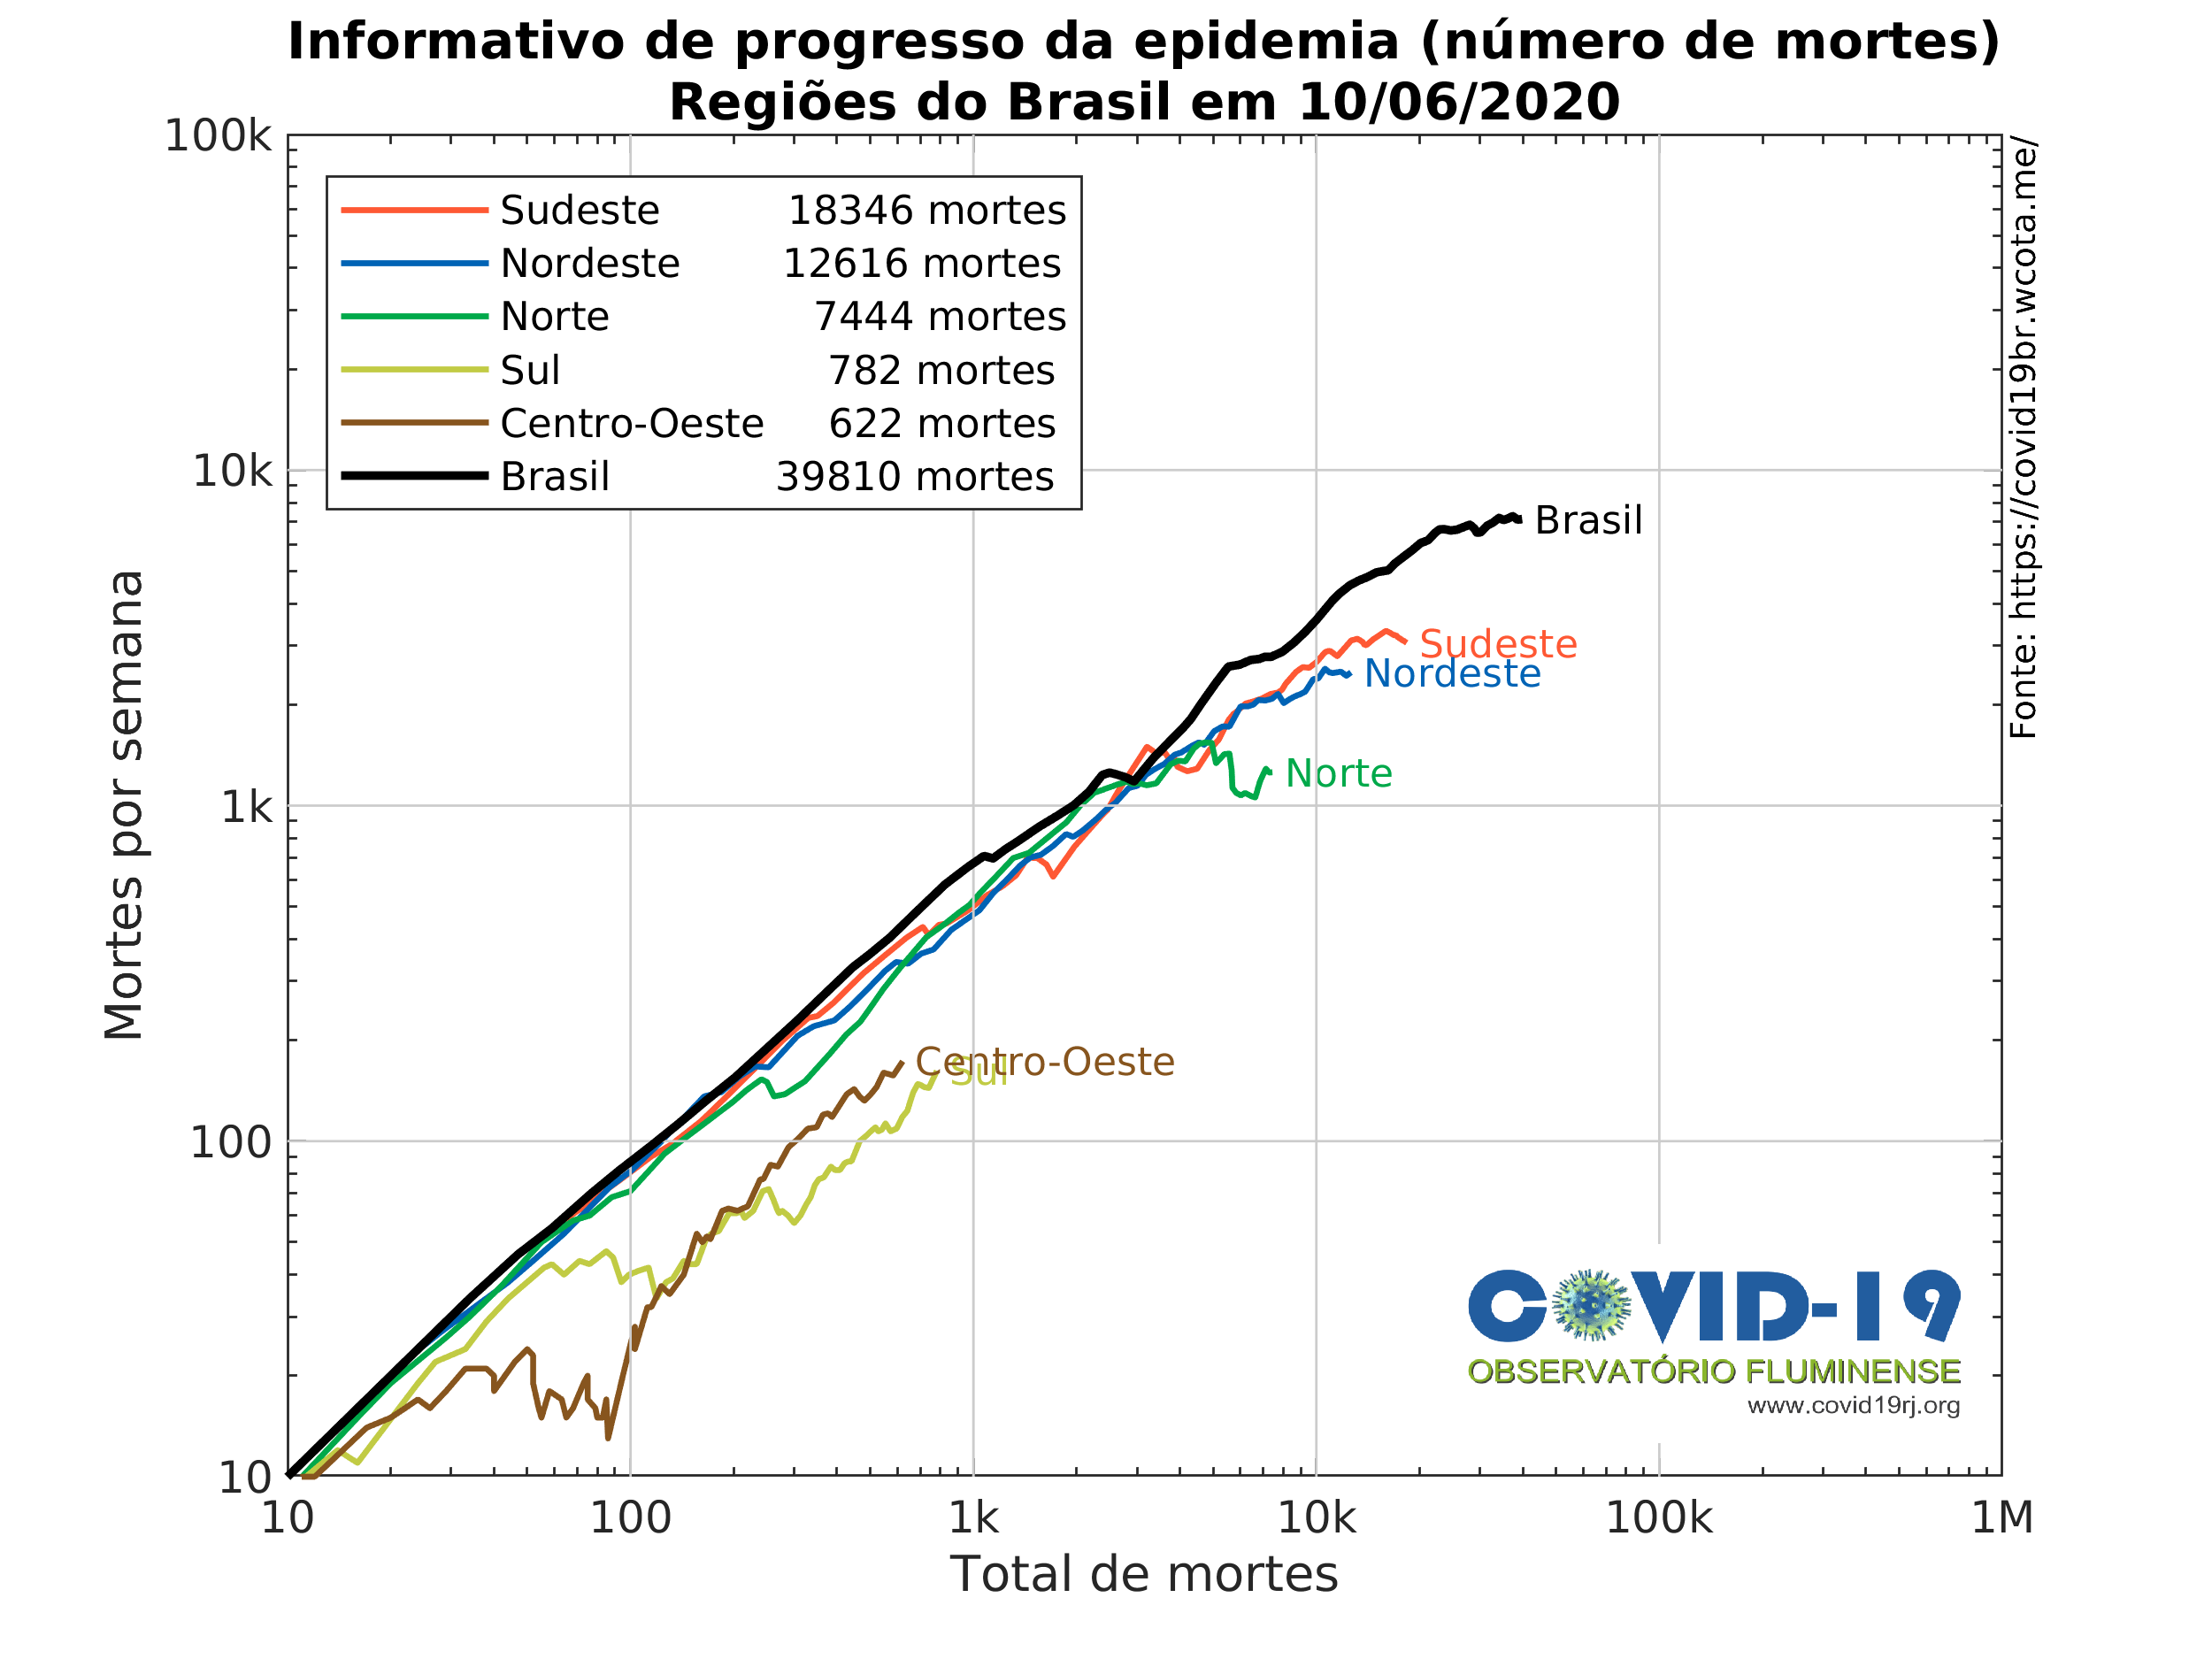 Informativo de progresso da epidemia (número de mortes)
Regiões do Brasil em 10/06/2020
100k
10k
1k
100
10
Mortes por semana
Sudeste 18346 mortes
Nordeste 12616 mortes
Norte 7444 mortes
Sul 782 mortes
Centro-Oeste 622 mortes
Brasil 39810 mortes
Brasil
Sudeste
Nordeste
Norte
Centro-Oeste
Sul
Fonte: https://covid19br.wcota.me/
COVID-19
OBSERVATÓRIO FLUMINENSE
www.covid19rj.org
10 100 1k 10k 100k 1M
Total de mortes